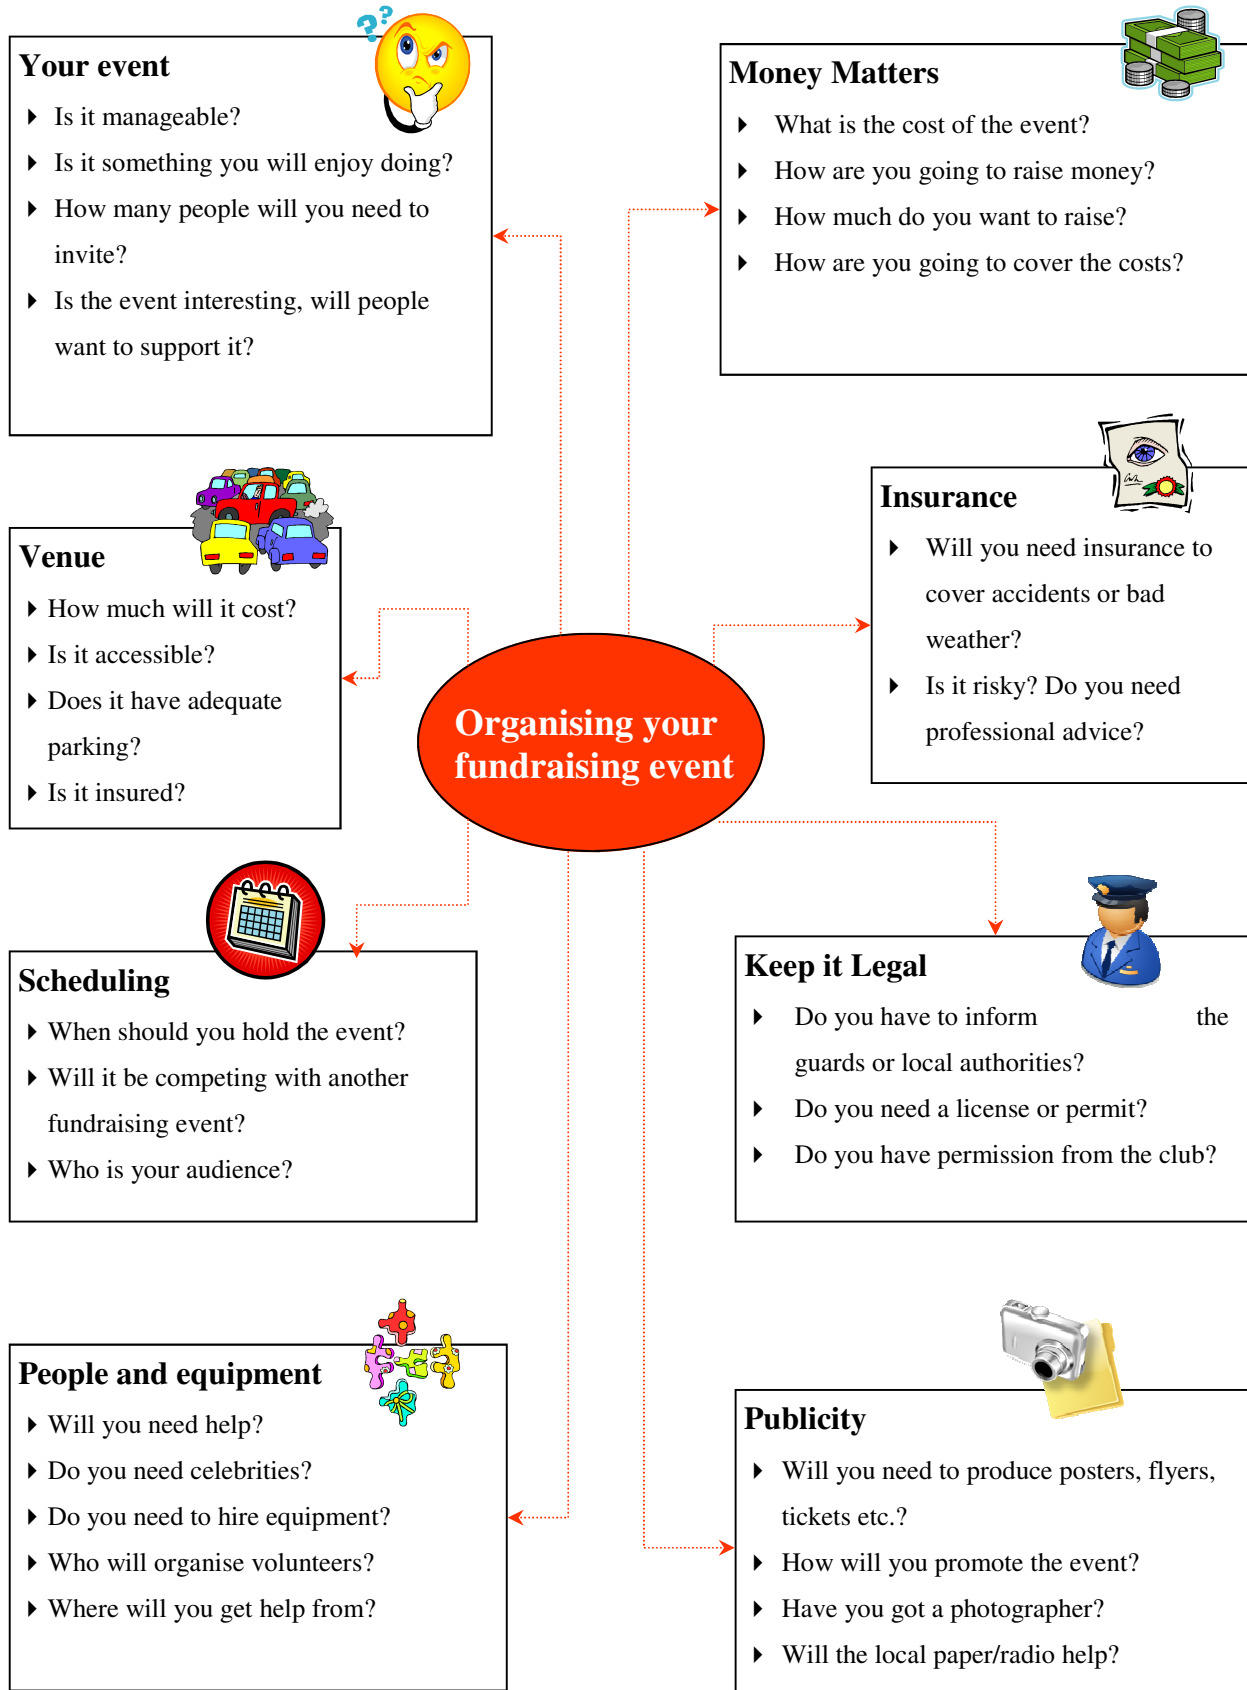 Your event
Is it manageable?
Is it something you will enjoy doing?
How many people will you need to
invite?
Is the event interesting, will people
want to support it?
Money Matters
What is the cost of the event?
How are you going to raise money?
How much do you want to raise?
How are you going to cover the costs?
Venue
How much will it cost?
Is it accessible?
Does it have adequate
parking?
Is it insured?
Insurance
Will you need insurance to
cover accidents or bad
weather?
Is it risky? Do you need
professional advice?
Organising your
fundraising event
Scheduling
When should you hold the event?
Will it be competing with another
fundraising event?
Who is your audience?
Keep it Legal
Do you have to inform the
guards or local authorities?
Do you need a license or permit?
Do you have permission from the club?
People and equipment
Will you need help?
Do you need celebrities?
Do you need to hire equipment?
Who will organise volunteers?
Where will you get help from?
Publicity
Will you need to produce posters, flyers,
tickets etc.?
How will you promote the event?
Have you got a photographer?
Will the local paper/radio help?